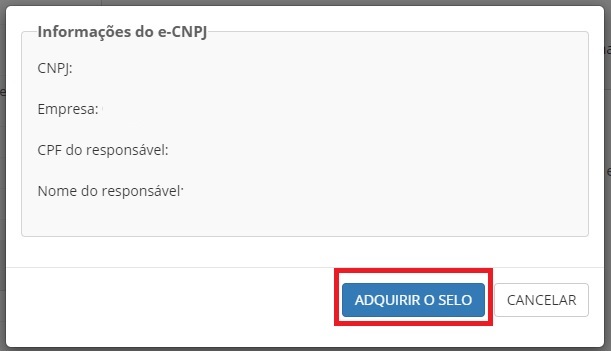 Informações do e-CNPJ
CNPJ:
Empresa:
CPF do responsável:
Nome do responsável:
ADQUIRIR O SELO
CANCELAR